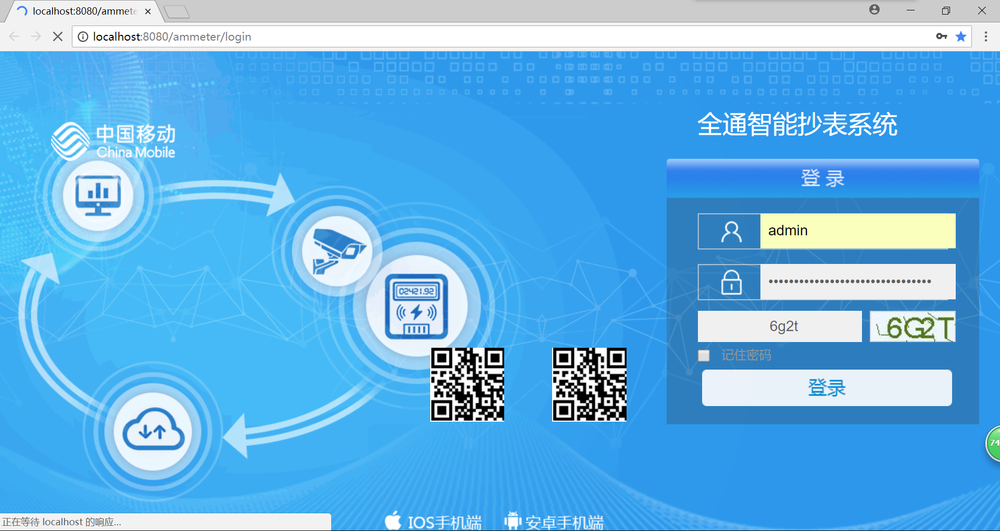 localhost:8080/ammete
localhost:8080/ammeter/login
中国移动
China Mobile
全通智能抄表系统
登 录
admin
••••••••••••••••••••••••••••••••
6g2t
6G2T
记住密码
登录
02421.92
74
IOS手机端
安卓手机端
正在等待 localhost 的响应...